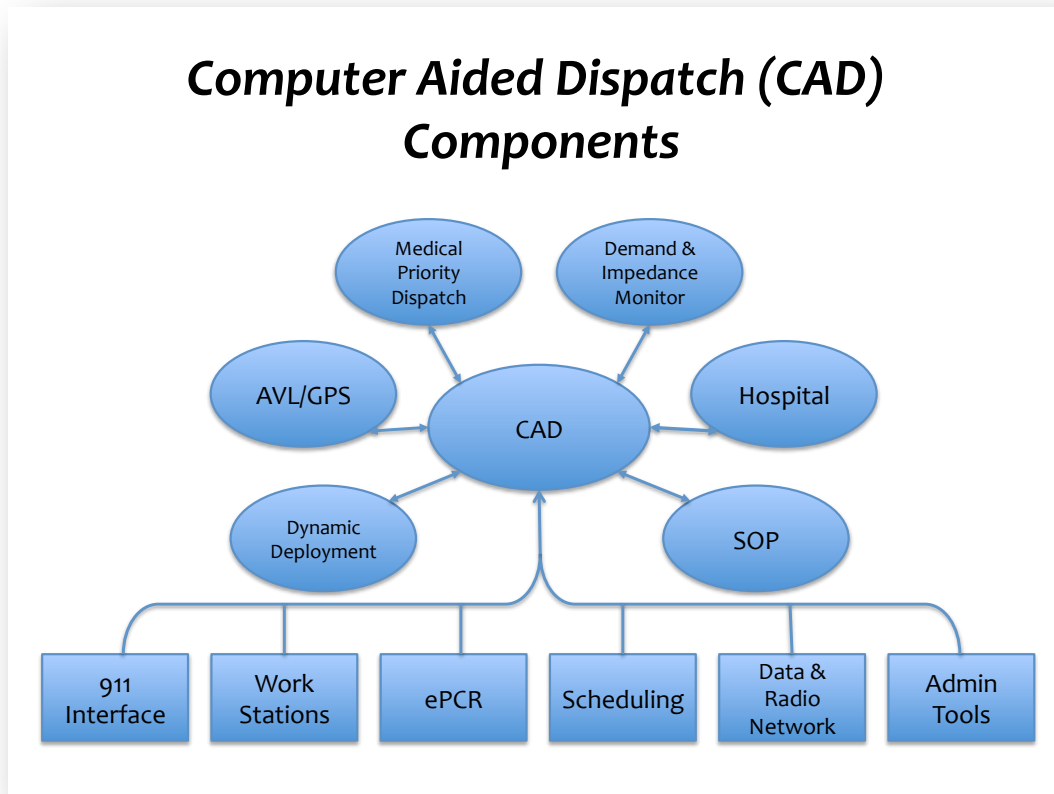 Computer Aided Dispatch (CAD)
Components
Medical
Priority
Dispatch
Demand &
Impedance
Monitor
AVL/GPS
CAD
Hospital
Dynamic
Deployment
SOP
911
Interface
Work
Stations
ePCR
Scheduling
Data &
Radio
Network
Admin
Tools